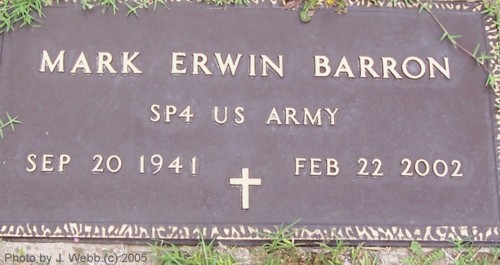 MARK ERWIN BARRON
SP4 US ARMY
SEP 20 1941 FEB 22 2002
Photo by J. Webb (c) 2005